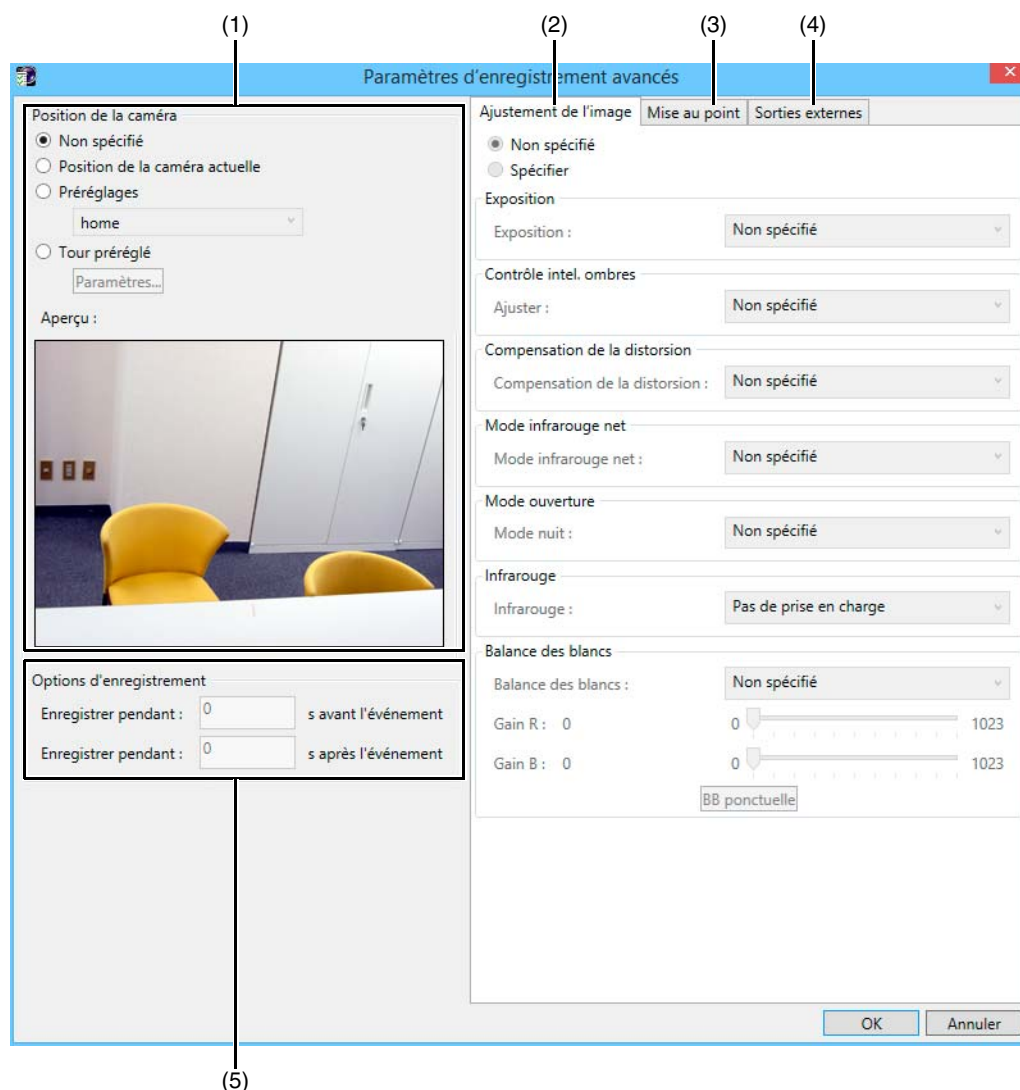 (1)
(2)
(3)
(4)
Paramètres d'enregistrement avancés
Position de la caméra
Non spécifié
Position de la caméra actuelle
Préréglages
home
Tour préréglé
Paramètres...
Aperçu :
Options d'enregistrement
Enregistrer pendant : 0 s avant l'événement
Enregistrer pendant : 0 s après l'événement
Ajustement de l'image
Mise au point
Sorties externes
Non spécifié
Spécifier
Exposition
Exposition : Non spécifié
Contrôle intel. ombres
Ajuster : Non spécifié
Compensation de la distorsion
Compensation de la distorsion : Non spécifié
Mode infrarouge net
Mode infrarouge net : Non spécifié
Mode ouverture
Mode nuit : Non spécifié
Infrarouge
Infrarouge : Pas de prise en charge
Balance des blancs
Balance des blancs : Non spécifié
Gain R : 0 0 1023
Gain B : 0 0 1023
BB ponctuelle
OK
Annuler
(5)